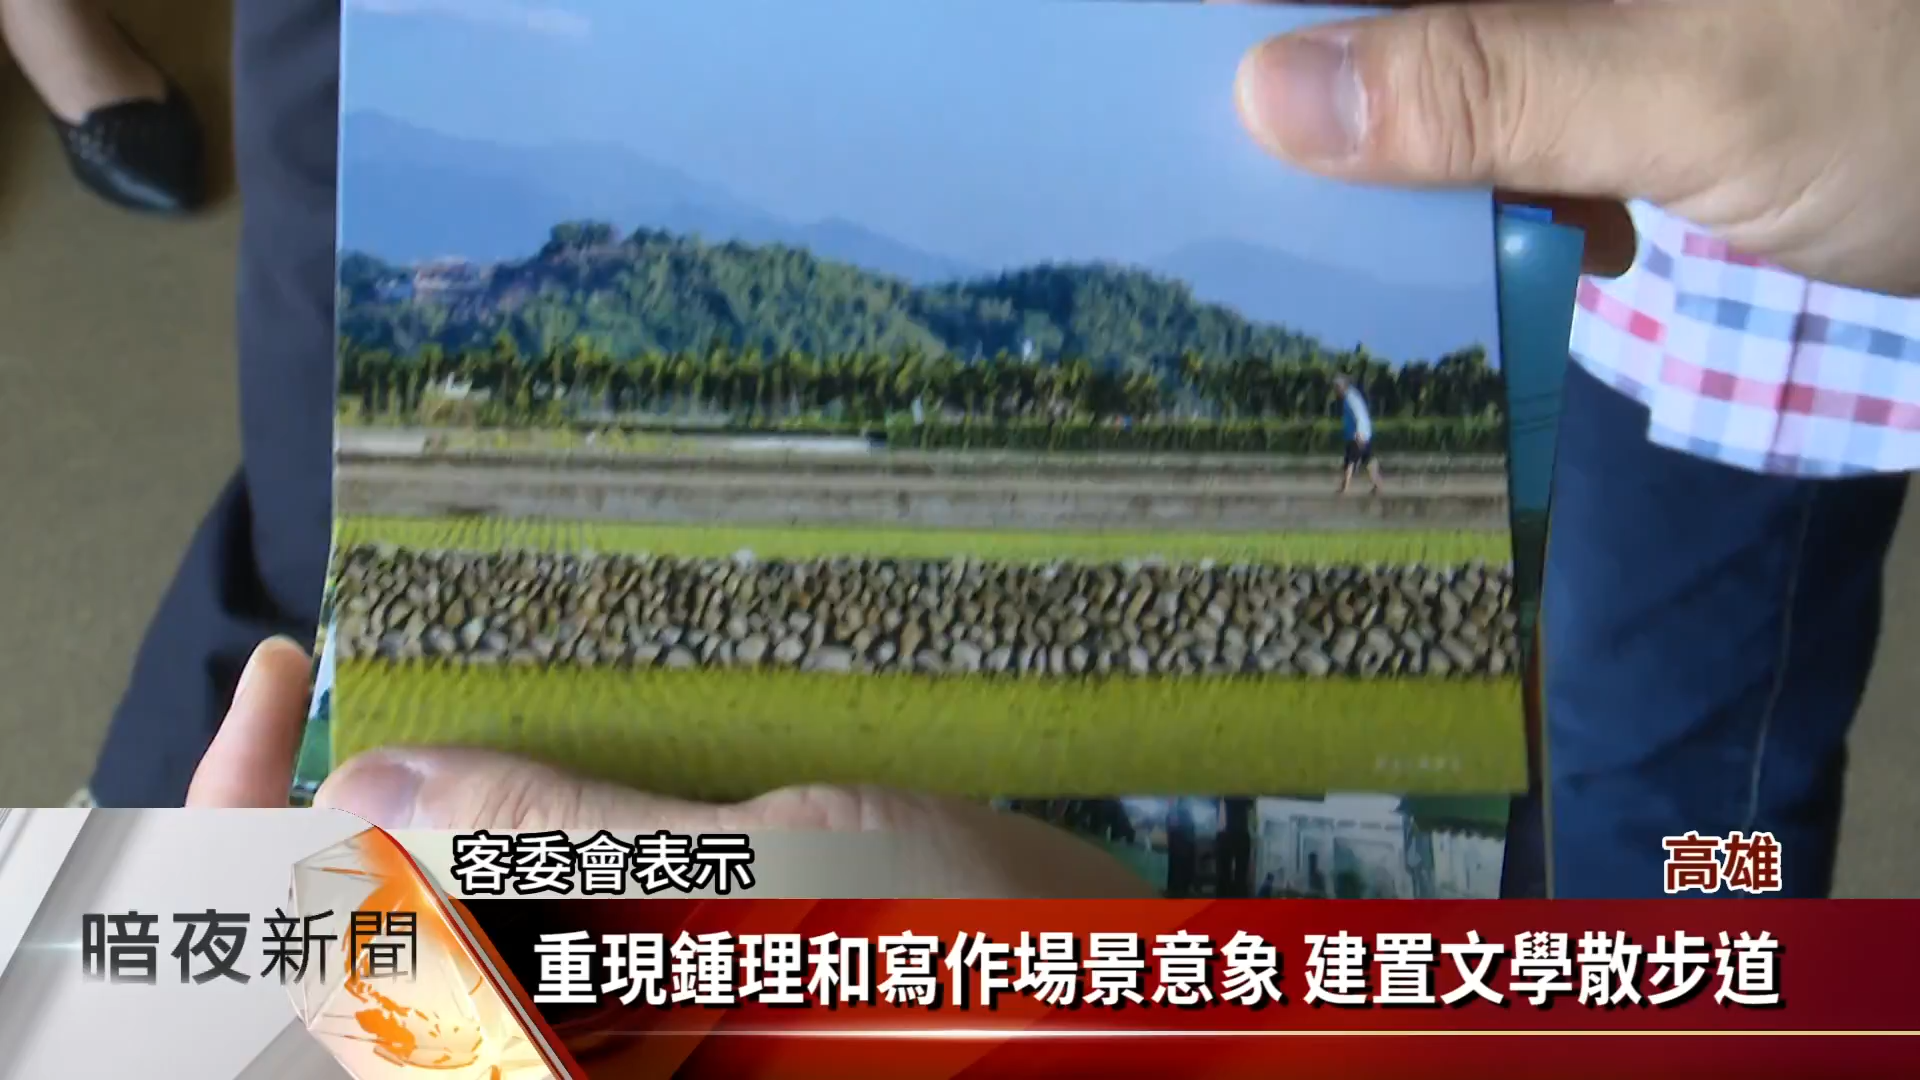 客委會表示
高雄
暗夜新聞
重現鍾理和寫作場景意象 建置文學散步道